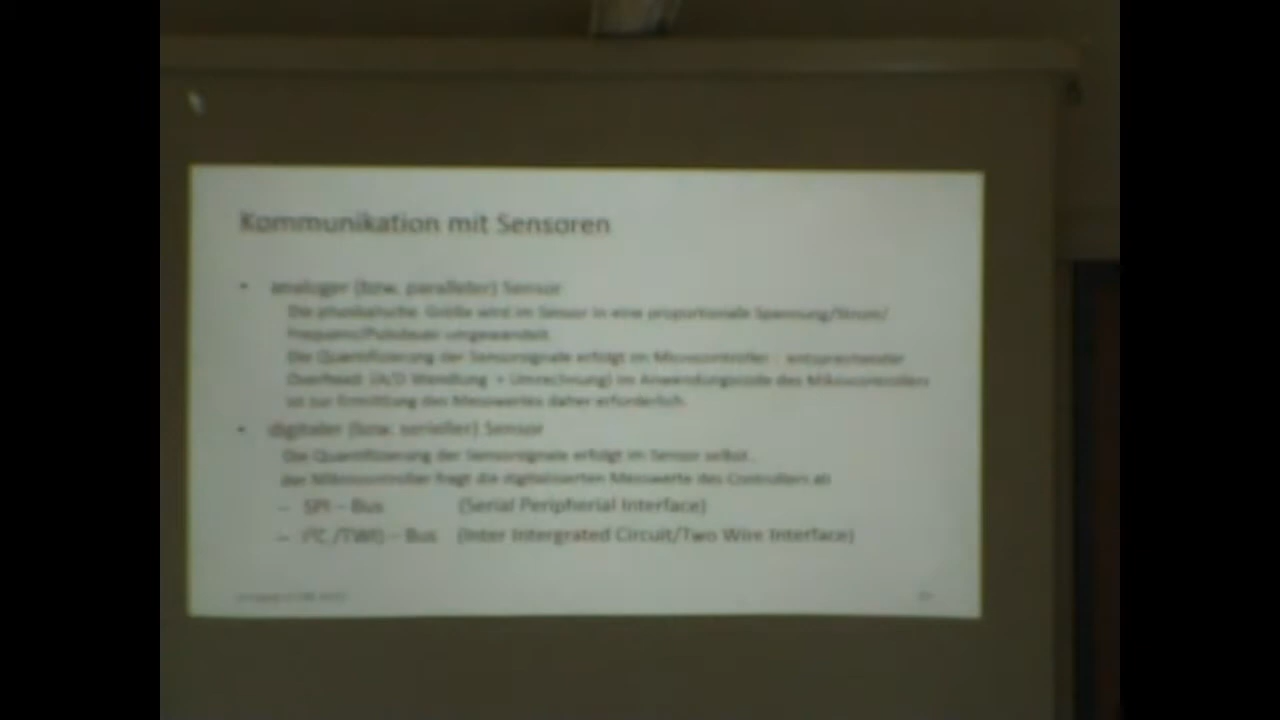 Kommunikation mit Sensoren
• analoger (bzw. paralleler) Sensor
Die physikalische Größe wird im Sensor in eine proportionale Spannung/Strom/
Frequenz/Pulsdauer umgewandelt.
Die Quantifizierung der Sensorsignale erfolgt im Microcontroller - entsprechender
Overhead (A/D Wandlung + Umrechnung) im Anwendungscode des Mikrocontrollers
ist zur Ermittlung des Messwertes daher erforderlich.
• digitaler (bzw. serieller) Sensor
Die Quantifizierung der Sensorsignale erfolgt im Sensor selbst.
der Mikrocontroller fragt die digitalisierten Messwerte des Controllers ab
– SPI – Bus (Serial Peripherial Interface)
– I²C /TWI) – Bus (Inter Intergrated Circuit/Two Wire Interface)